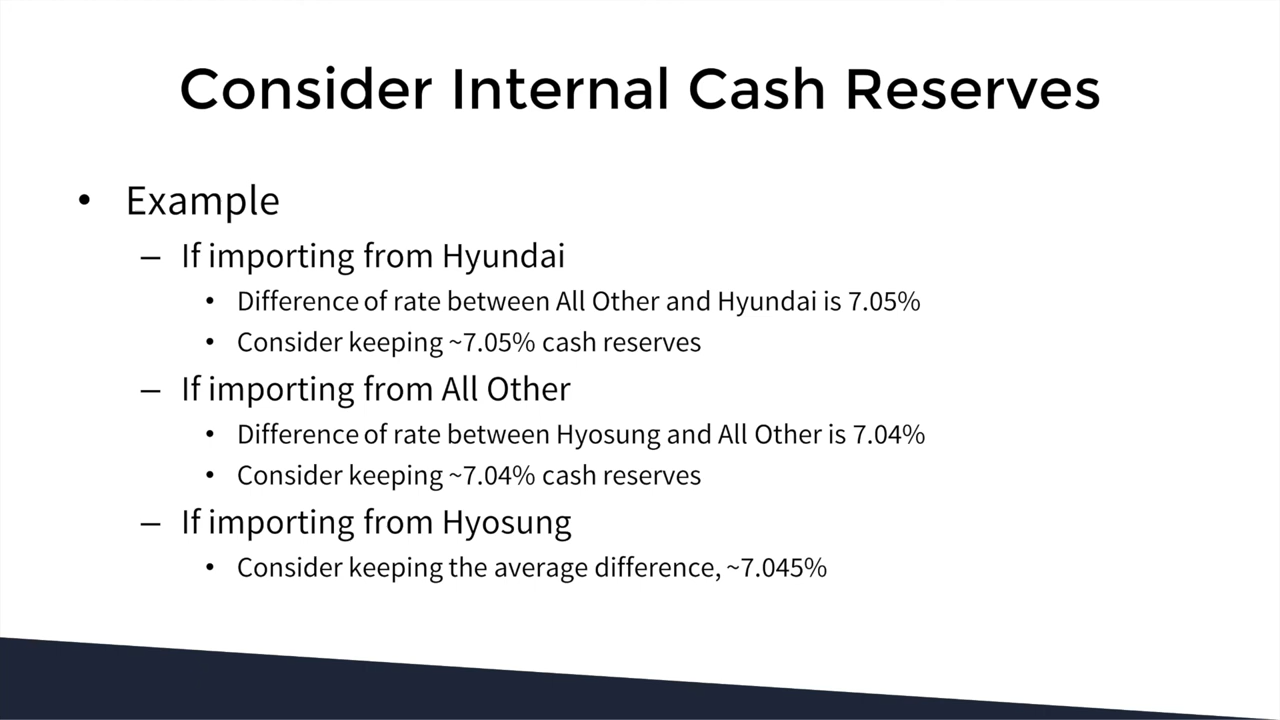 Consider Internal Cash Reserves
• Example
– If importing from Hyundai
• Difference of rate between All Other and Hyundai is 7.05%
• Consider keeping ~7.05% cash reserves
– If importing from All Other
• Difference of rate between Hyosung and All Other is 7.04%
• Consider keeping ~7.04% cash reserves
– If importing from Hyosung
• Consider keeping the average difference, ~7.045%